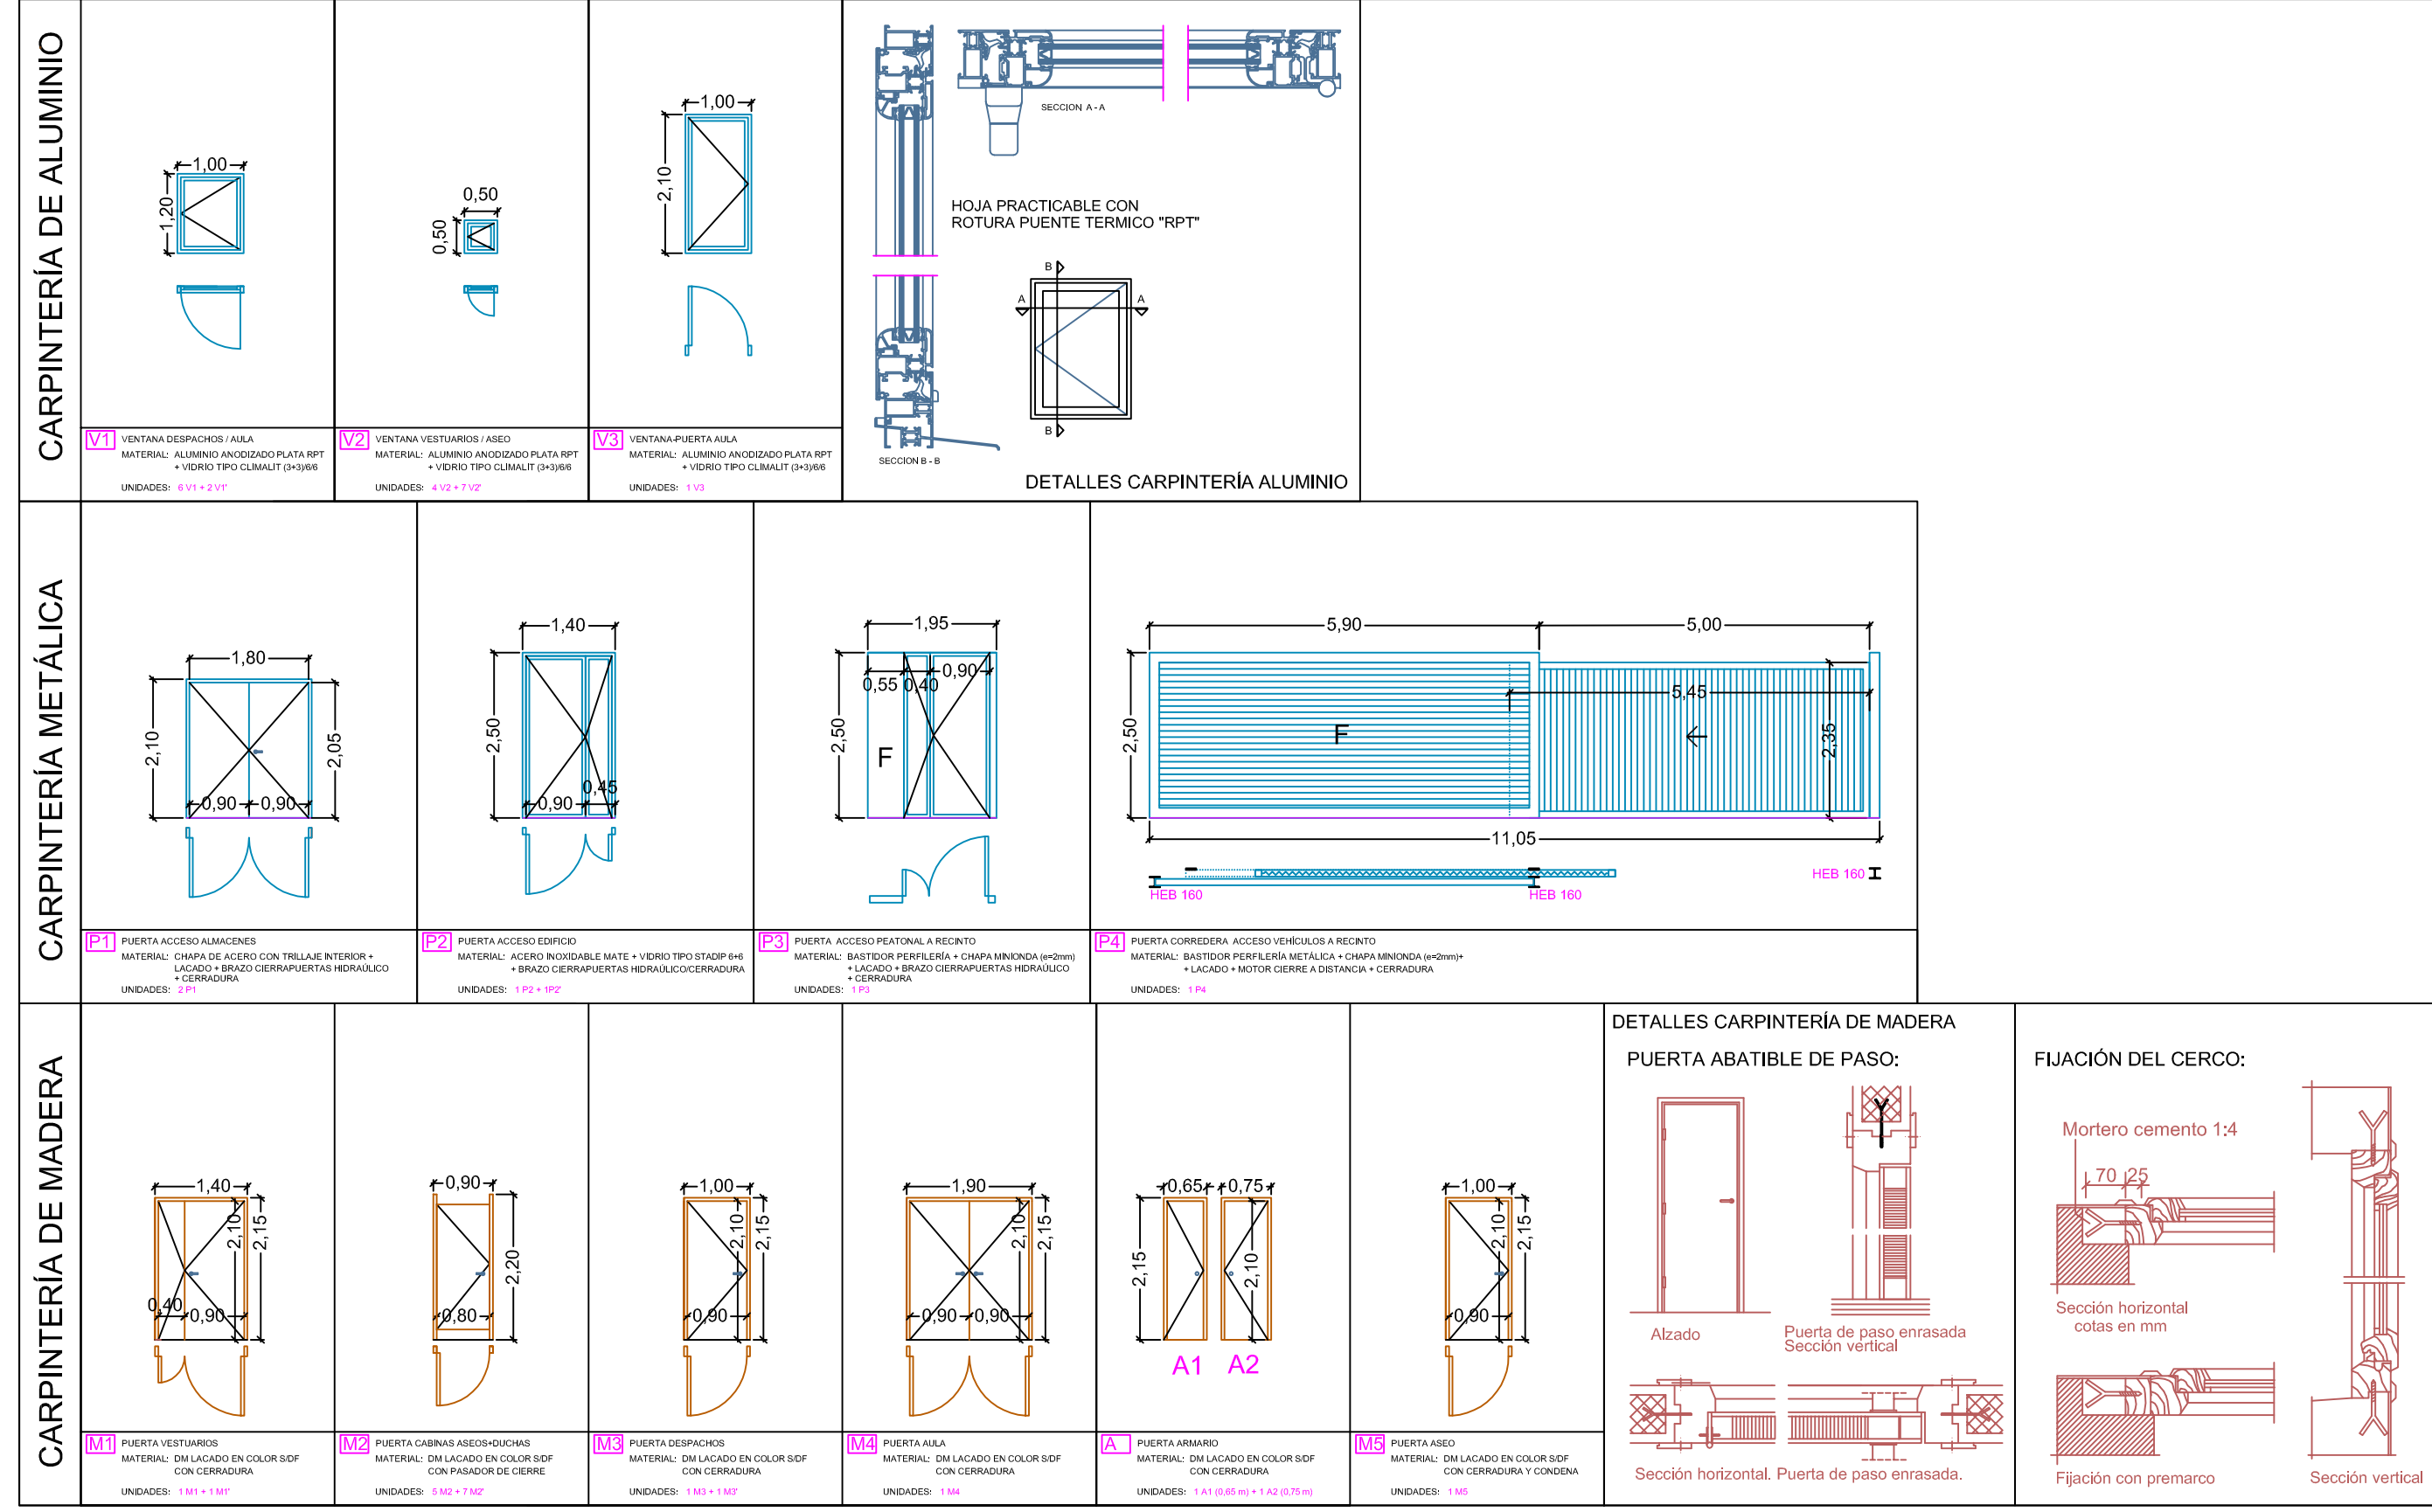 CARPINTERÍA DE ALUMINIO
1,00
1,20
0,50
0,50
1,00
2,10
SECCION A - A
HOJA PRACTICABLE CON
ROTURA PUENTE TERMICO "RPT"
B
A
A
B
SECCION B - B
DETALLES CARPINTERÍA ALUMINIO
V1 VENTANA DESPACHOS / AULA
MATERIAL: ALUMINIO ANODIZADO PLATA RPT
+ VIDRIO TIPO CLIMALIT (3+3)/6/6
UNIDADES: 6 V1 + 2 V1'
V2 VENTANA VESTUARIOS / ASEO
MATERIAL: ALUMINIO ANODIZADO PLATA RPT
+ VIDRIO TIPO CLIMALIT (3+3)/6/6
UNIDADES: 4 V2 + 7 V2'
V3 VENTANA-PUERTA AULA
MATERIAL: ALUMINIO ANODIZADO PLATA RPT
+ VIDRIO TIPO CLIMALIT (3+3)/6/6
UNIDADES: 1 V3
CARPINTERÍA METÁLICA
1,80
2,10
2,05
0,90
0,90
1,40
2,50
0,45
0,90
1,95
0,90
0,55
0,40
2,50
F
5,90
5,00
5,45
2,50
F
2,35
11,05
HEB 160
HEB 160
HEB 160
P1 PUERTA ACCESO ALMACENES
MATERIAL: CHAPA DE ACERO CON TRILLAJE INTERIOR +
LACADO + BRAZO CIERRAPUERTAS HIDRAÚLICO
+ CERRADURA
UNIDADES: 2 P1
P2 PUERTA ACCESO EDIFICIO
MATERIAL: ACERO INOXIDABLE MATE + VIDRIO TIPO STADIP 6+6
+ BRAZO CIERRAPUERTAS HIDRAÚLICO/CERRADURA
UNIDADES: 1 P2 + 1P2'
P3 PUERTA ACCESO PEATONAL A RECINTO
MATERIAL: BASTIDOR PERFILERÍA + CHAPA MINIONDA (e=2mm)
+ LACADO + BRAZO CIERRAPUERTAS HIDRAÚLICO
+ CERRADURA
UNIDADES: 1 P3
P4 PUERTA CORREDERA ACCESO VEHÍCULOS A RECINTO
MATERIAL: BASTIDOR PERFILERÍA METÁLICA + CHAPA MINIONDA (e=2mm)+
+ LACADO + MOTOR CIERRE A DISTANCIA + CERRADURA
UNIDADES: 1 P4
CARPINTERÍA DE MADERA
1,40
2,10
2,15
0,40
0,90
0,90
2,20
0,80
1,00
2,10
2,15
0,90
1,90
2,10
2,15
0,90
0,90
0,65
0,75
2,15
2,10
A1
A2
1,00
2,10
2,15
0,90
M1 PUERTA VESTUARIOS
MATERIAL: DM LACADO EN COLOR S/DF
CON CERRADURA
UNIDADES: 1 M1 + 1 M1'
M2 PUERTA CABINAS ASEOS+DUCHAS
MATERIAL: DM LACADO EN COLOR S/DF
CON PASADOR DE CIERRE
UNIDADES: 5 M2 + 7 M2'
M3 PUERTA DESPACHOS
MATERIAL: DM LACADO EN COLOR S/DF
CON CERRADURA
UNIDADES: 1 M3 + 1 M3'
M4 PUERTA AULA
MATERIAL: DM LACADO EN COLOR S/DF
CON CERRADURA
UNIDADES: 1 M4
A PUERTA ARMARIO
MATERIAL: DM LACADO EN COLOR S/DF
CON CERRADURA
UNIDADES: 1 A1 (0,65 m) + 1 A2 (0,75 m)
M5 PUERTA ASEO
MATERIAL: DM LACADO EN COLOR S/DF
CON CERRADURA Y CONDENA
UNIDADES: 1 M5
DETALLES CARPINTERÍA DE MADERA
PUERTA ABATIBLE DE PASO:
Alzado
Puerta de paso enrasada
Sección vertical
Sección horizontal. Puerta de paso enrasada.
FIJACIÓN DEL CERCO:
Mortero cemento 1:4
70
25
Sección horizontal
cotas en mm
Fijación con premarco
Sección vertical